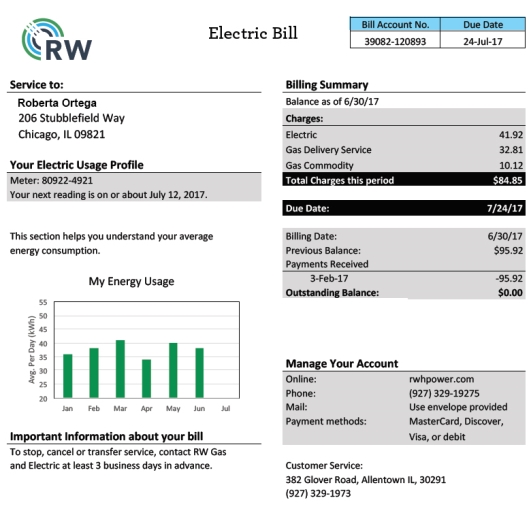 RW
Electric Bill
Bill Account No. Due Date
39082-120893 24-Jul-17
Service to:
Roberta Ortega
206 Stubblefield Way
Chicago, IL 09821
Your Electric Usage Profile
Meter: 80922-4921
Your next reading is on or about July 12, 2017.
This section helps you understand your average
energy consumption.
My Energy Usage
Avg. Per Day (kWh)
55
50
45
40
35
30
25
20
Jan Feb Mar Apr May Jun Jul
Important Information about your bill
To stop, cancel or transfer service, contact RW Gas
and Electric at least 3 business days in advance.
Billing Summary
Balance as of 6/30/17
Charges:
Electric 41.92
Gas Delivery Service 32.81
Gas Commodity 10.12
Total Charges this period $84.85
Due Date: 7/24/17
Billing Date: 6/30/17
Previous Balance: $95.92
Payments Received
3-Feb-17 -95.92
Outstanding Balance: $0.00
Manage Your Account
Online: rwhpower.com
Phone: (927) 329-19275
Mail: Use envelope provided
Payment methods: MasterCard, Discover,
Visa, or debit
Customer Service:
382 Glover Road, Allentown IL, 30291
(927) 329-1973